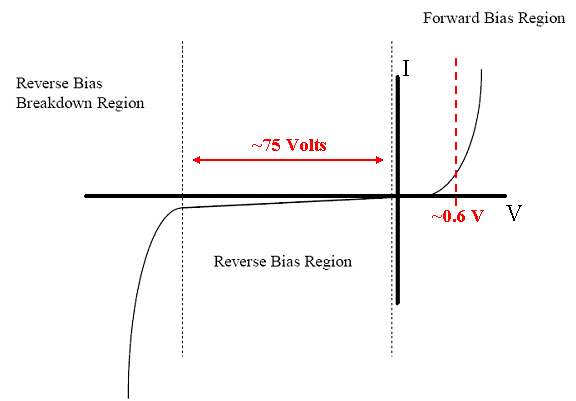 Forward Bias Region
I
Reverse Bias
Breakdown Region
~75 Volts
~0.6 V
V
Reverse Bias Region